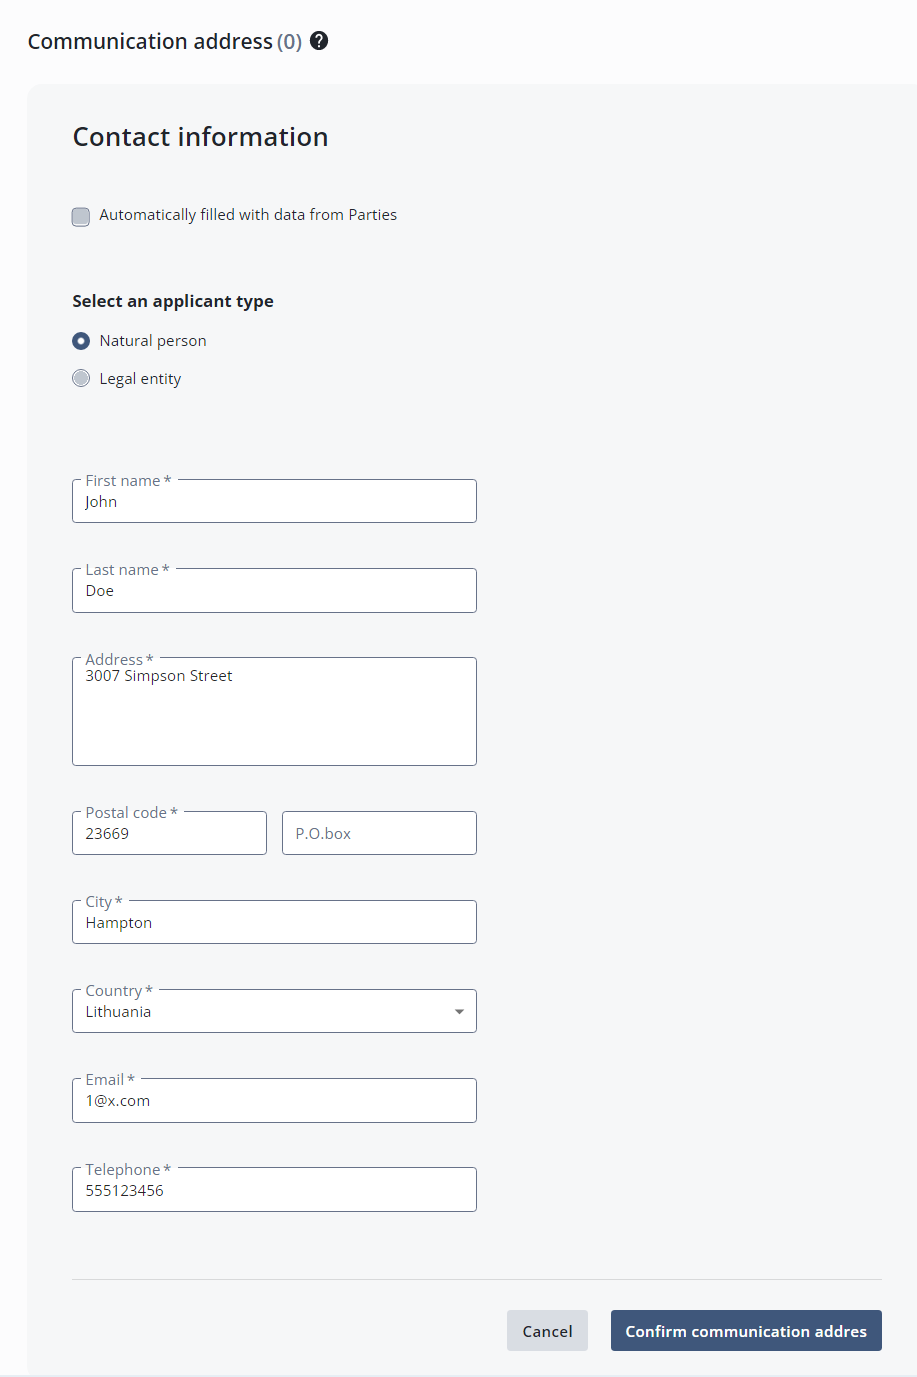 Communication address (0) ?
Contact information
Automatically filled with data from Parties
Select an applicant type
Natural person
Legal entity
First name *
John
Last name *
Doe
Address *
3007 Simpson Street
Postal code *
23669
P.O.box
City *
Hampton
Country *
Lithuania
Email *
1@x.com
Telephone *
555123456
Cancel
Confirm communication addres